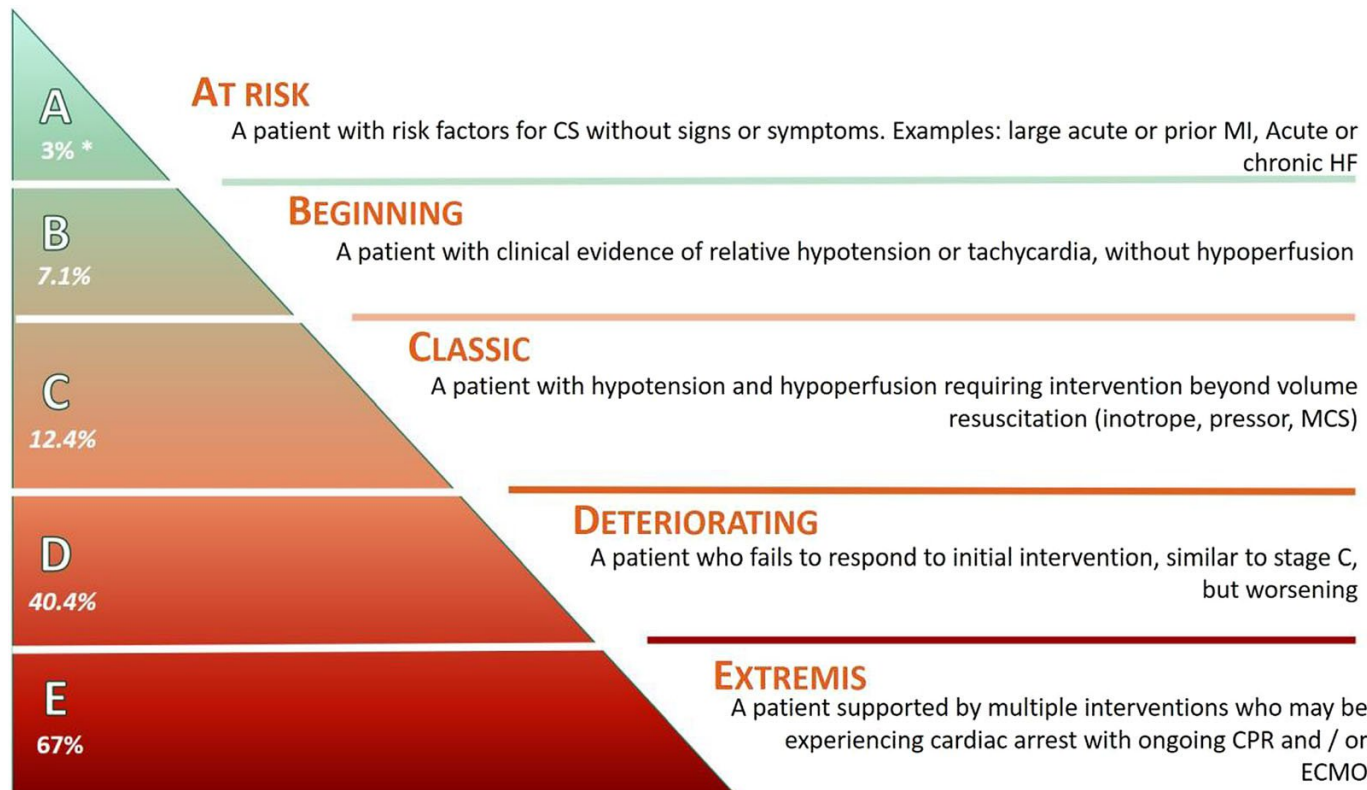 A
3% *
AT RISK
A patient with risk factors for CS without signs or symptoms. Examples: large acute or prior MI, Acute or
chronic HF
B
7.1%
BEGINNING
A patient with clinical evidence of relative hypotension or tachycardia, without hypoperfusion
C
12.4%
CLASSIC
A patient with hypotension and hypoperfusion requiring intervention beyond volume
resuscitation (inotrope, pressor, MCS)
D
40.4%
DETERIORATING
A patient who fails to respond to initial intervention, similar to stage C,
but worsening
E
67%
EXTREMIS
A patient supported by multiple interventions who may be
experiencing cardiac arrest with ongoing CPR and / or
ECMO